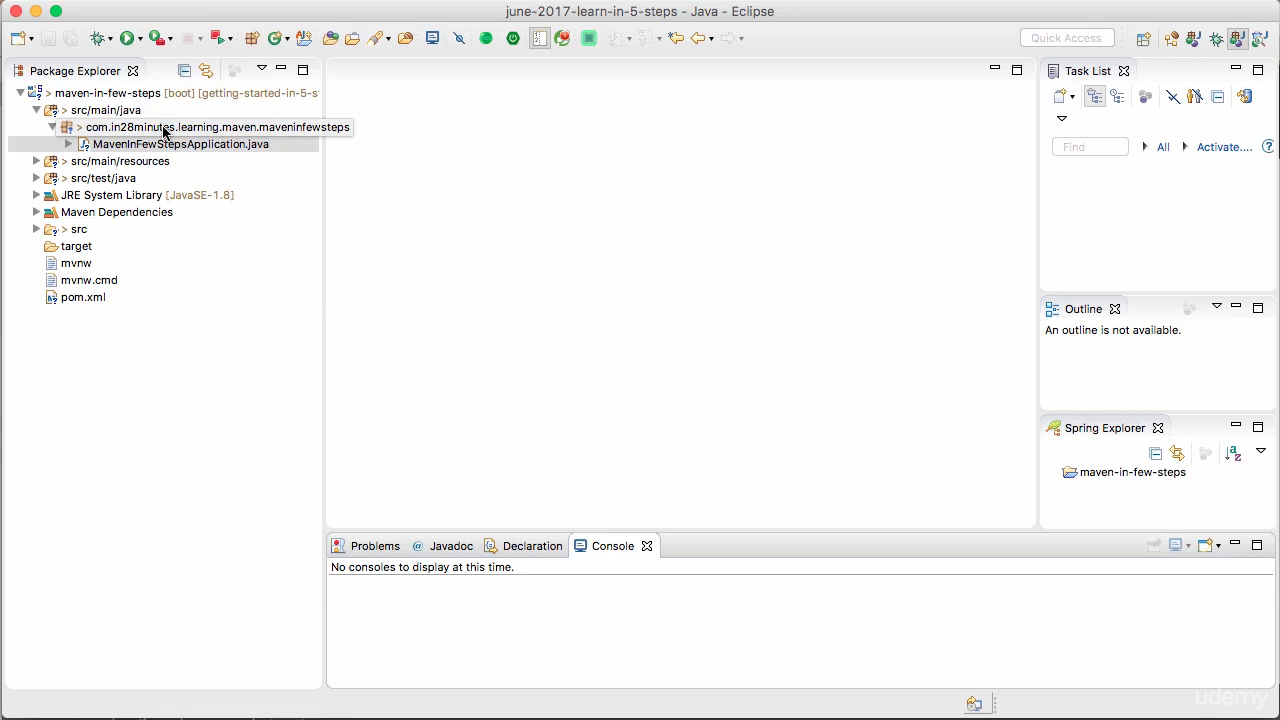 june-2017-learn-in-5-steps - Java - Eclipse
Quick Access
Package Explorer
> maven-in-few-steps [boot] [getting-started-in-5-s
> src/main/java
> com.in28minutes.learning.maven.maveninfewsteps
MavenInFewStepsApplication.java
> src/main/resources
> src/test/java
JRE System Library [JavaSE-1.8]
Maven Dependencies
> src
target
mvnw
mvnw.cmd
pom.xml
Task List
Find
All
Activate....
Outline
An outline is not available.
Spring Explorer
maven-in-few-steps
Problems
@ Javadoc
Declaration
Console
No consoles to display at this time.
udemy